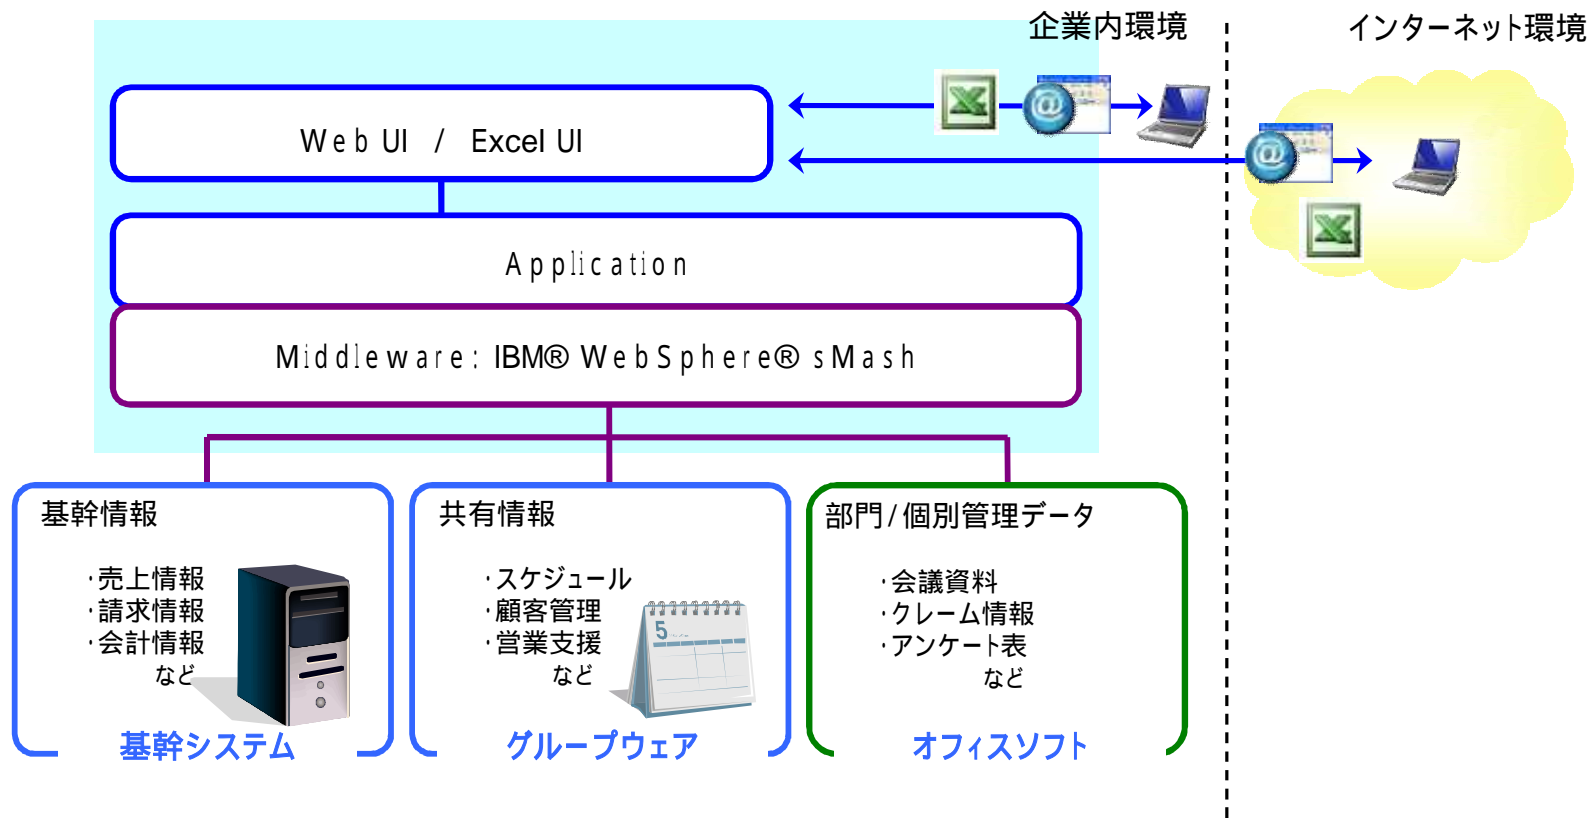 企業内環境
インターネット環境
Web UI / Excel UI
Application
Middleware: IBM® WebSphere® sMash
基幹情報
・売上情報
・請求情報
・会計情報
など
基幹システム
共有情報
・スケジュール
・顧客管理
・営業支援
など
5
グループウェア
部門/個別管理データ
・会議資料
・クレーム情報
・アンケート表
など
オフィスソフト